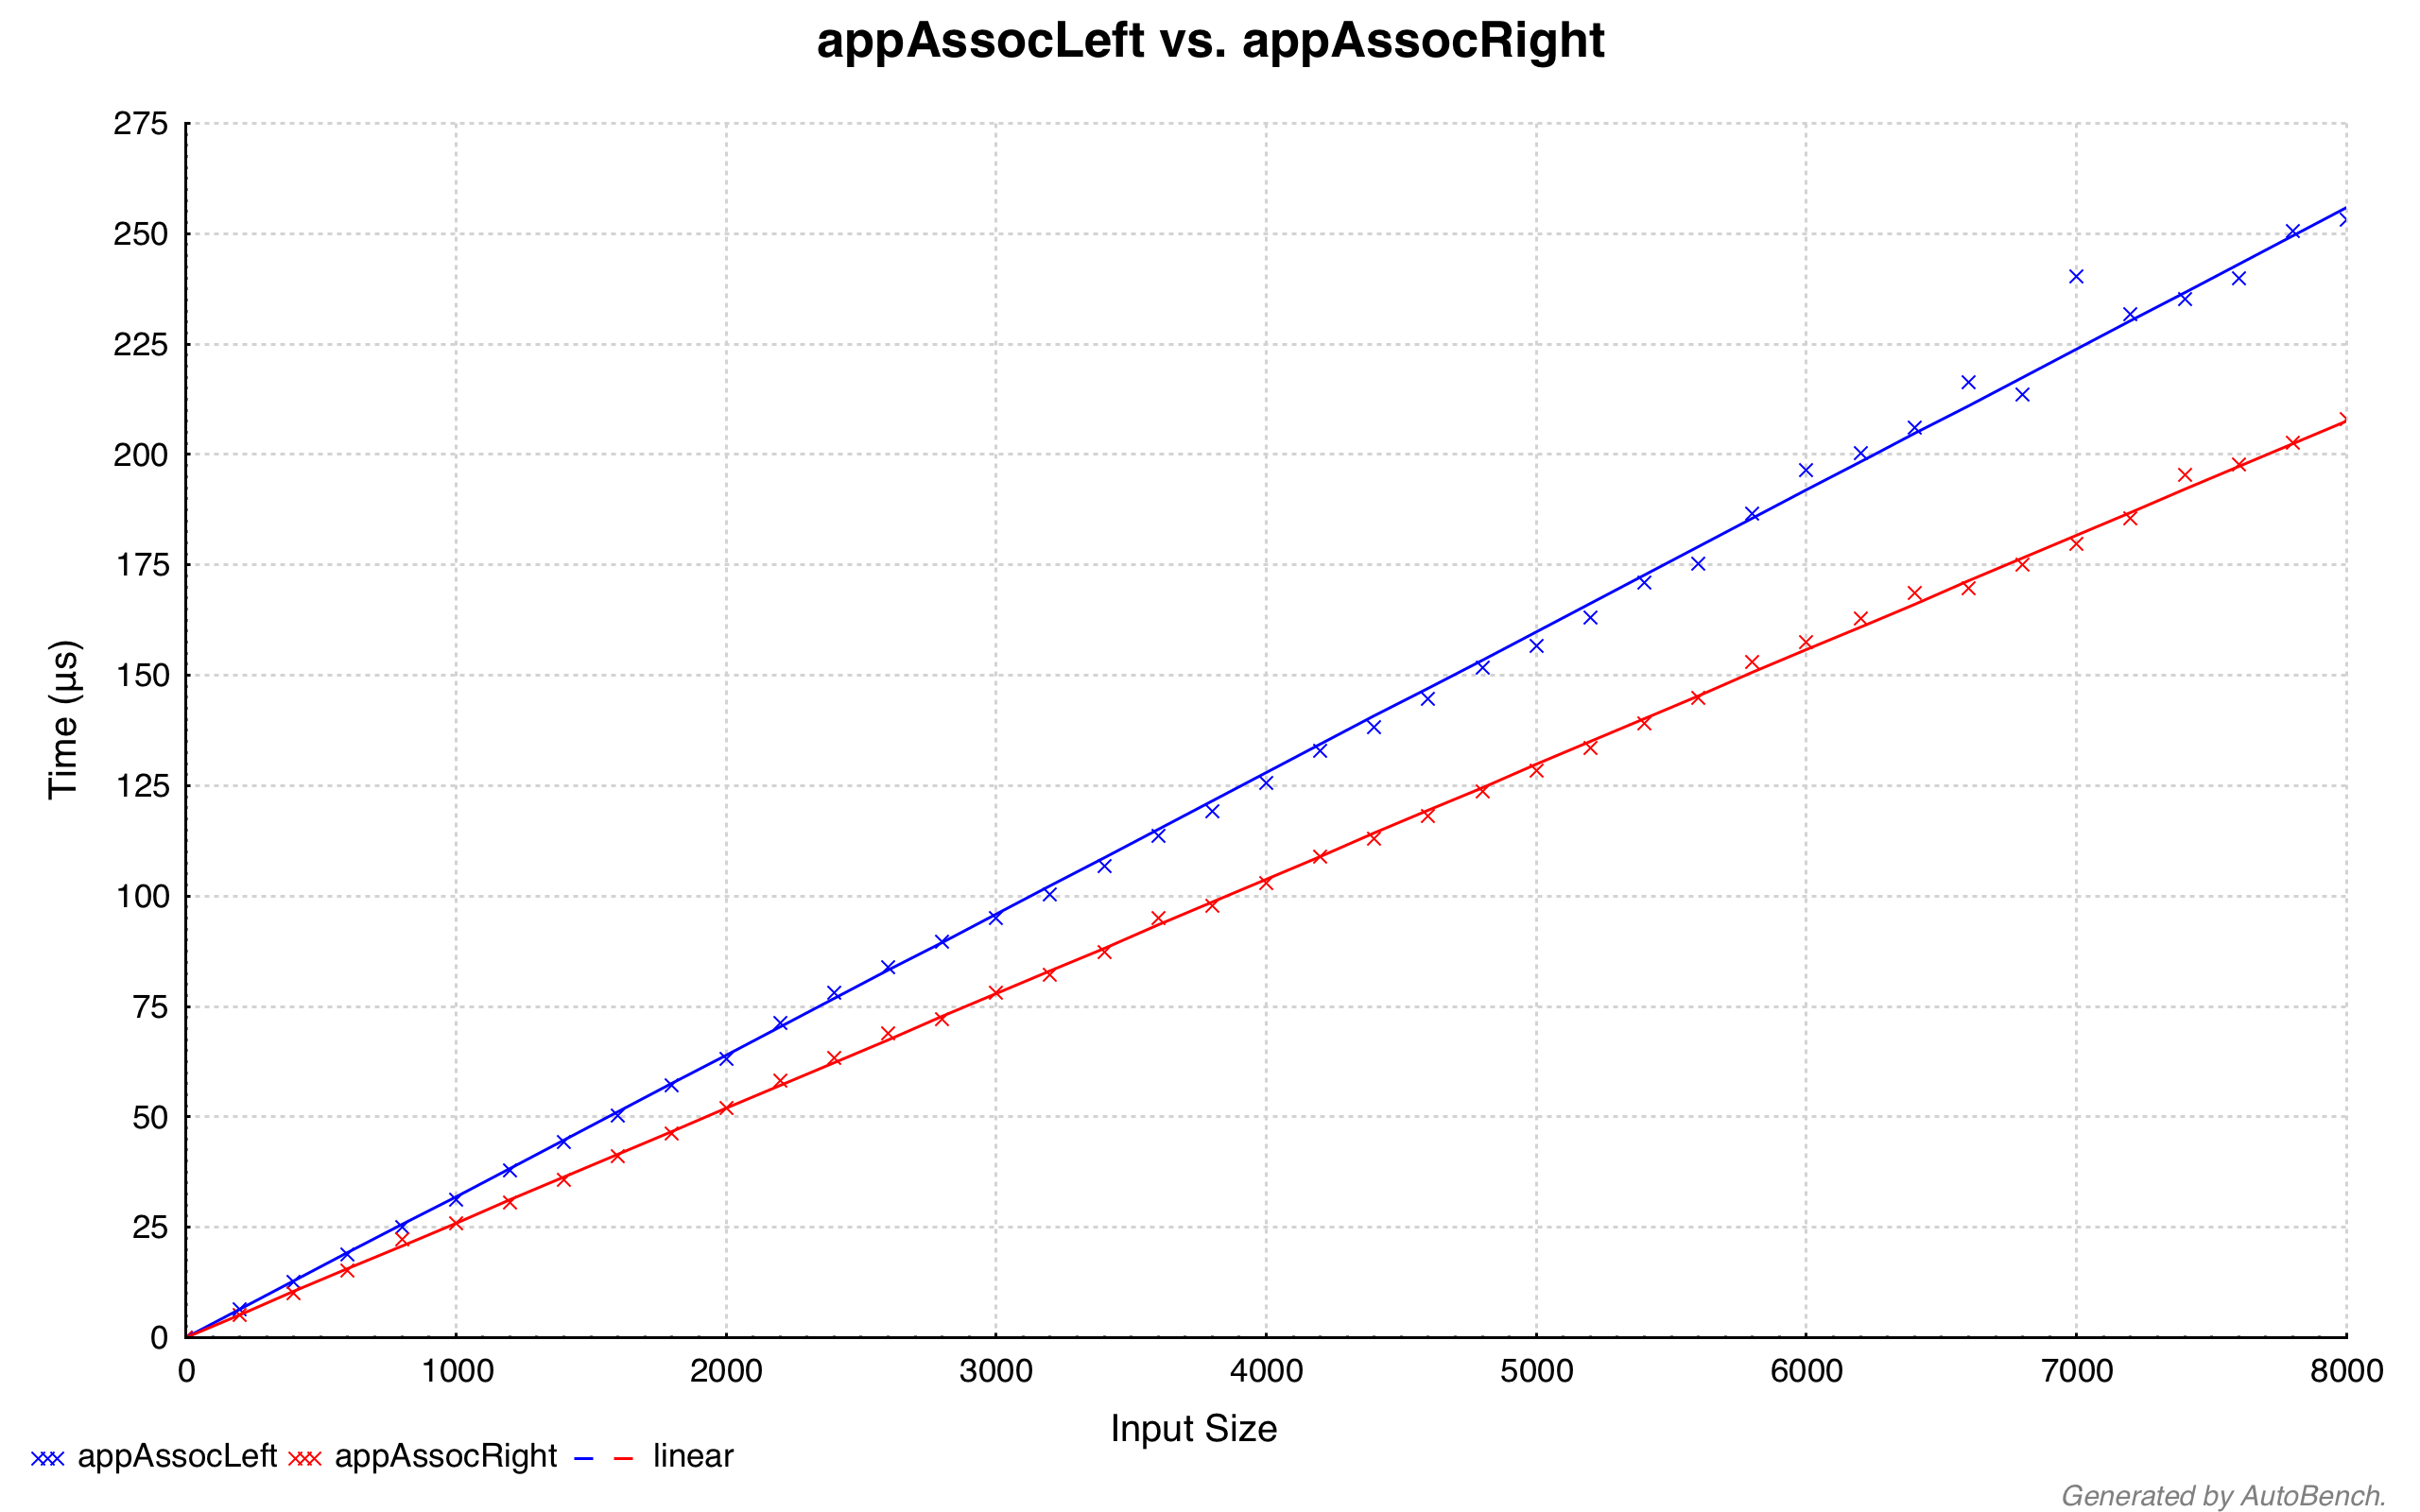 appAssocLeft vs. appAssocRight
275
250
225
200
175
150
125
100
75
50
25
0
Time (µs)
0 1000 2000 3000 4000 5000 6000 7000 8000
Input Size
appAssocLeft appAssocRight linear
Generated by AutoBench.